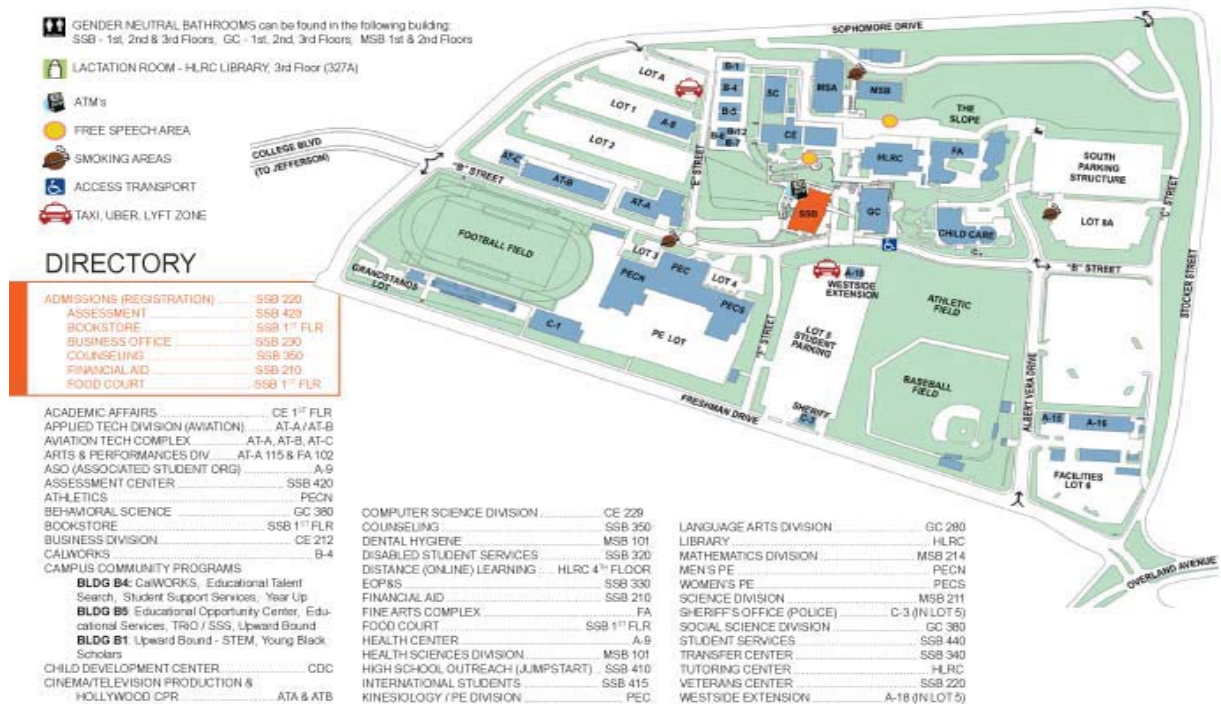 GENDER NEUTRAL BATHROOMS can be found in the following building:
SSB - 1st, 2nd & 3rd Floors, GC - 1st, 2nd, 3rd Floors, MSB 1st & 2nd Floors
LACTATION ROOM - HLRC LIBRARY, 3rd Floor (327A)
ATM's
FREE SPEECH AREA
SMOKING AREAS
ACCESS TRANSPORT
TAXI, UBER, LYFT ZONE
DIRECTORY
ADMISSIONS (REGISTRATION) SSB 220
ASSESSMENT SSB 420
BOOKSTORE SSB 1ST FLR
BUSINESS OFFICE SSB 230
COUNSELING SSB 350
FINANCIAL AID SSB 210
FOOD COURT SSB 1ST FLR
ACADEMIC AFFAIRS CE 1ST FLR
APPLIED TECH DIVISION (AVIATION) AT-A / AT-B
AVIATION TECH COMPLEX AT-A, AT-B, AT-C
ARTS & PERFORMANCES DIV AT-A 115 & FA 102
ASO (ASSOCIATED STUDENT ORG) A-9
ASSESSMENT CENTER SSB 420
ATHLETICS PECN
BEHAVIORAL SCIENCE GC 380
BOOKSTORE SSB 1ST FLR
BUSINESS DIVISION CE 212
CALWORKS B-4
CAMPUS COMMUNITY PROGRAMS
BLDG B4: CalWORKS, Educational Talent
Search, Student Support Services, Year Up
BLDG B5 Educational Opportunity Center, Edu-
cational Services, TRIO / SSS, Upward Bound
BLDG B1 Upward Bound - STEM, Young Black
Scholars
CHILD DEVELOPMENT CENTER CDC
CINEMA/TELEVISION PRODUCTION &
HOLLYWOOD CPR ATA & ATB
COMPUTER SCIENCE DIVISION CE 229
COUNSELING SSB 350
DENTAL HYGIENE MSB 101
DISABLED STUDENT SERVICES SSB 320
DISTANCE (ONLINE) LEARNING HLRC 4TH FLOOR
EOP&S SSB 330
FINANCIAL AID SSB 210
FINE ARTS COMPLEX FA
FOOD COURT SSB 1ST FLR
HEALTH CENTER A-9
HEALTH SCIENCES DIVISION MSB 101
HIGH SCHOOL OUTREACH (JUMPSTART) SSB 410
INTERNATIONAL STUDENTS SSB 415
KINESIOLOGY / PE DIVISION PEC
LANGUAGE ARTS DIVISION GC 280
LIBRARY HLRC
MATHEMATICS DIVISION MSB 214
MEN'S PE PECN
WOMEN'S PE PECS
SCIENCE DIVISION MSB 211
SHERIFF'S OFFICE (POLICE) C-3 (IN LOT 5)
SOCIAL SCIENCE DIVISION GC 380
STUDENT SERVICES SSB 440
TRANSFER CENTER SSB 340
TUTORING CENTER HLRC
VETERANS CENTER SSB 220
WESTSIDE EXTENSION A-18 (IN LOT 5)
SOPHOMORE DRIVE
LOT A
LOT 1
A-9
LOT 2
B-1
B-4
B-5
B-6
B-12
B-7
SC
MSA
MSB
CE
HLRC
THE
SLOPE
FA
SOUTH
PARKING
STRUCTURE
LOT 8A
COLLEGE BLVD
(TO JEFFERSON)
"B" STREET
"E" STREET
AT-C
AT-B
AT-A
SSB
GC
CHILD CARE
"C" STREET
STOCKER STREET
"B" STREET
FOOTBALL FIELD
GRANDSTANDS
LOT
LOT 3
PECN
PEC
LOT 4
PECS
C-1
PE LOT
"F" STREET
A-18
WESTSIDE
EXTENSION
LOT 5
STUDENT
PARKING
ATHLETIC
FIELD
BASEBALL
FIELD
ALBERT VERA DRIVE
FRESHMAN DRIVE
SHERIFF
C-3
A-15
A-16
FACILITIES
LOT 6
OVERLAND AVENUE